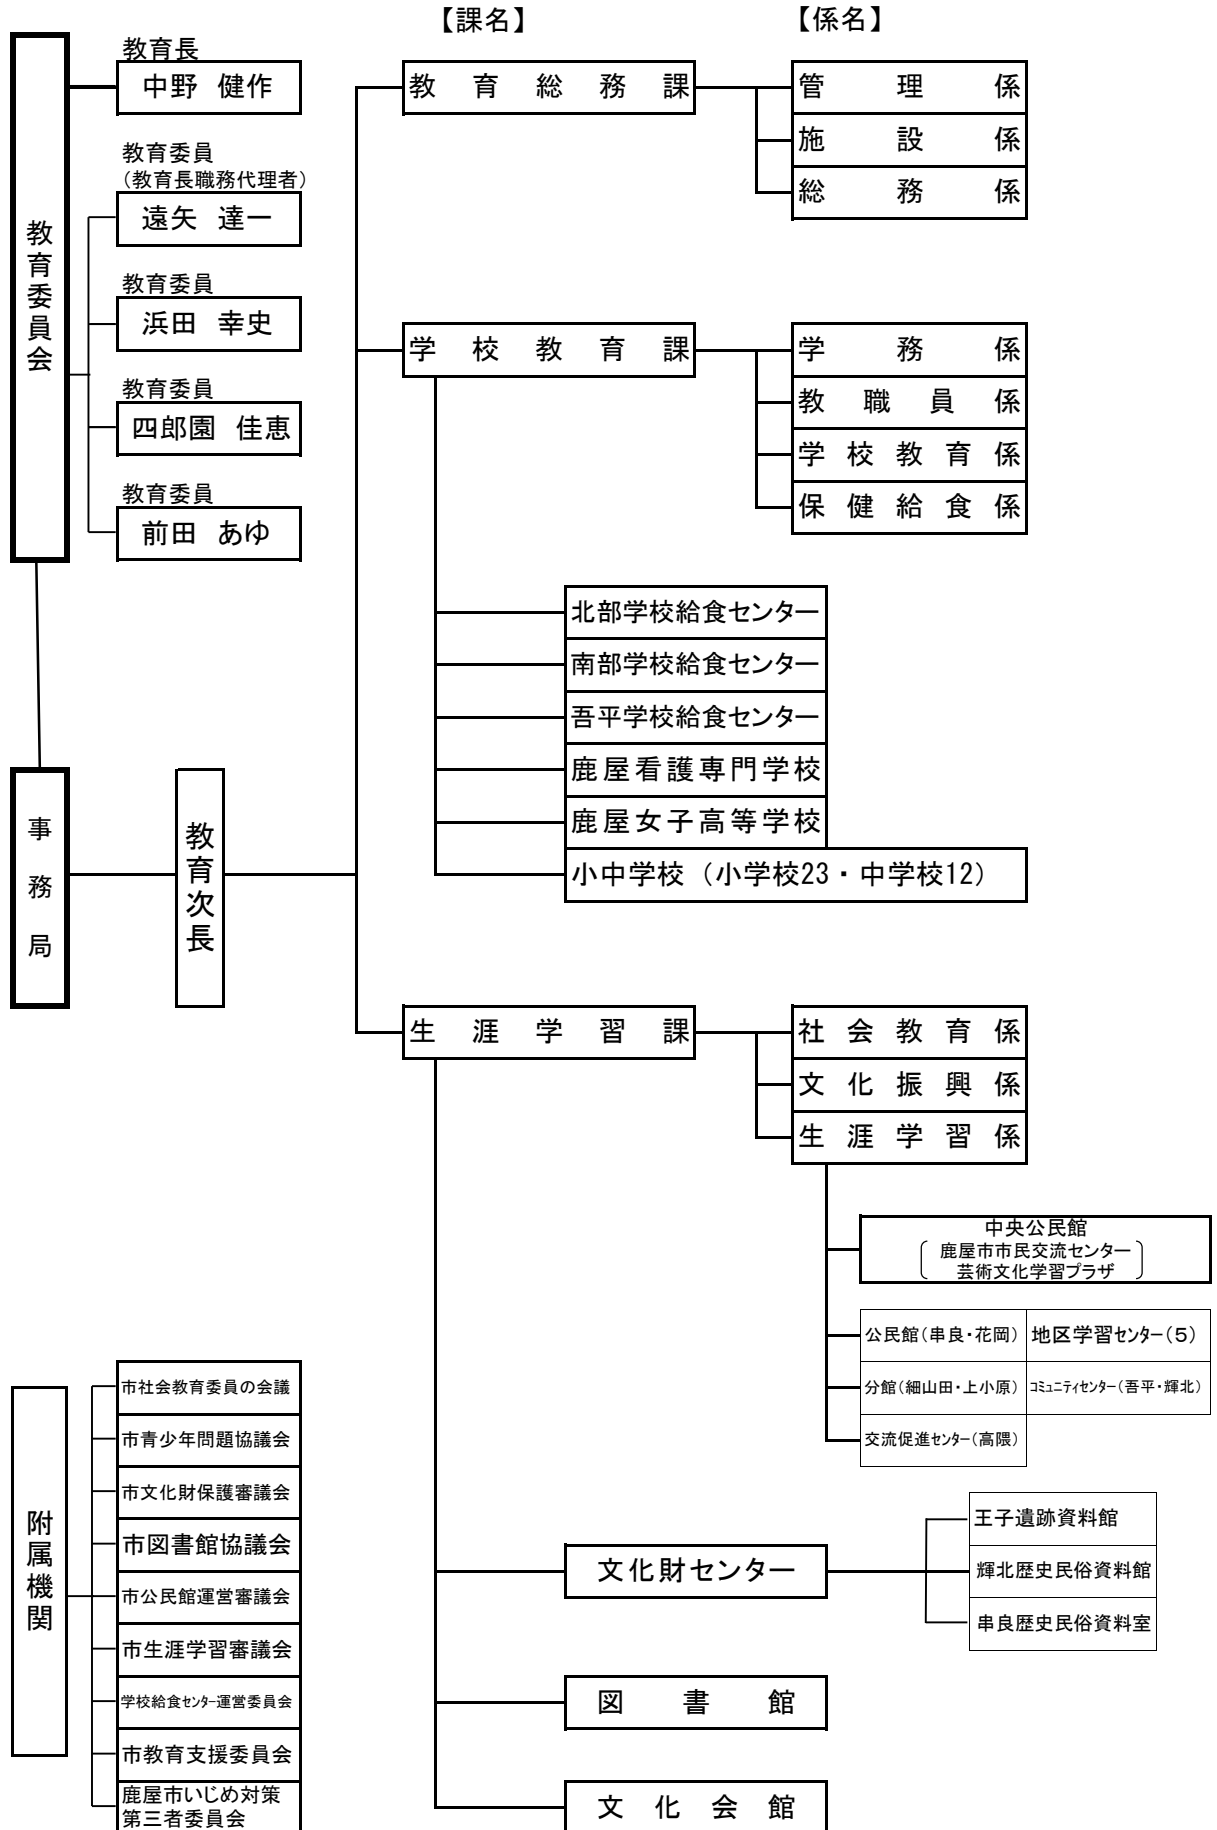 【課名】
【係名】
教育委員会
教育長
中野 健作
教育委員
（教育長職務代理者）
遠矢 達一
教育委員
浜田 幸史
教育委員
四郎園 佳恵
教育委員
前田 あゆ
事務局
教育次長
教育総務課
管理係
施設係
総務係
学校教育課
学務係
教職員係
学校教育係
保健給食係
北部学校給食センター
南部学校給食センター
吾平学校給食センター
鹿屋看護専門学校
鹿屋女子高等学校
小中学校（小学校23・中学校12）
生涯学習課
社会教育係
文化振興係
生涯学習係
中央公民館
鹿屋市市民交流センター
芸術文化学習プラザ
公民館（串良・花岡）
地区学習ｾﾝﾀｰ（５）
分館（細山田・上小原）
ｺﾐｭﾆﾃｨｾﾝﾀｰ（吾平・輝北）
交流促進ｾﾝﾀｰ（高隈）
文化財センター
王子遺跡資料館
輝北歴史民俗資料館
串良歴史民俗資料室
図書館
文化会館
附属機関
市社会教育委員の会議
市青少年問題協議会
市文化財保護審議会
市図書館協議会
市公民館運営審議会
市生涯学習審議会
学校給食ｾﾝﾀｰ運営委員会
市教育支援委員会
鹿屋市いじめ対策
第三者委員会